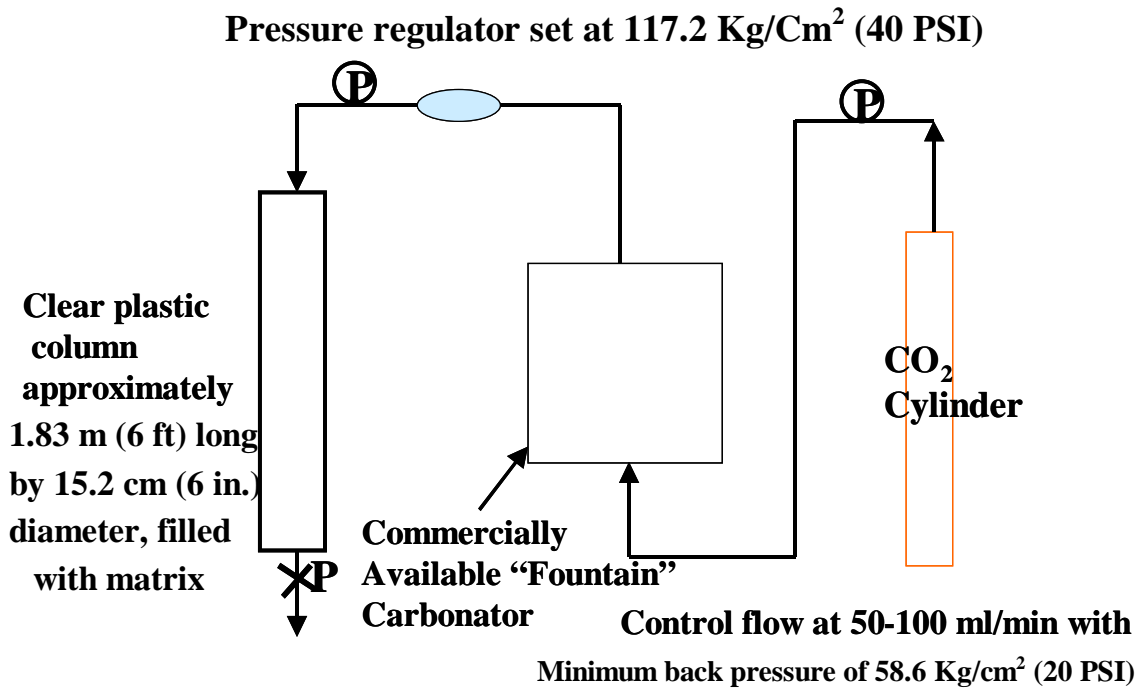 Pressure regulator set at 117.2 Kg/Cm² (40 PSI)
P
P
Clear plastic
column
approximately
1.83 m (6 ft) long
by 15.2 cm (6 in.)
diameter, filled
with matrix
P
CO₂
Cylinder
Commercially
Available “Fountain”
Carbonator
Control flow at 50-100 ml/min with
Minimum back pressure of 58.6 Kg/cm² (20 PSI)